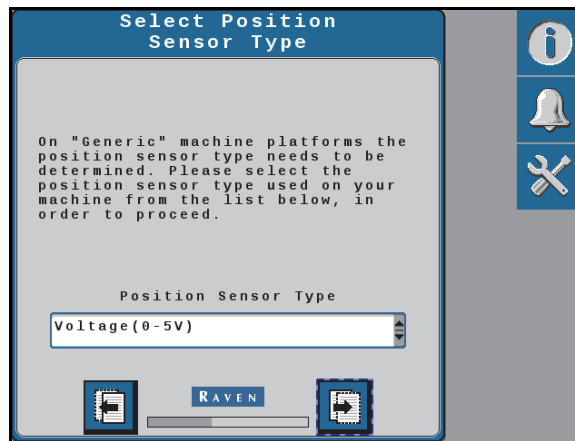 Select Position
Sensor Type
On "Generic" machine platforms the
position sensor type needs to be
determined. Please select the
position sensor type used on your
machine from the list below, in
order to proceed.
Position Sensor Type
Voltage(0-5V)
RAVEN